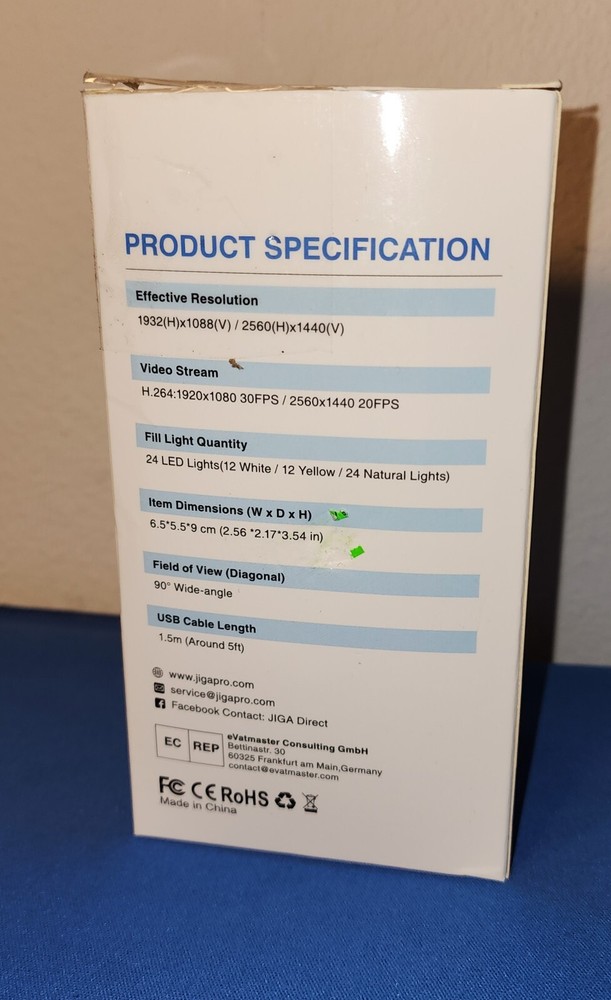 PRODUCT SPECIFICATION
Effective Resolution
1932(H)x1088(V) / 2560(H)x1440(V)
Video Stream
H.264:1920x1080 30FPS / 2560x1440 20FPS
Fill Light Quantity
24 LED Lights(12 White / 12 Yellow / 24 Natural Lights)
Item Dimensions (W x D x H)
6.5*5.5*9 cm (2.56 *2.17*3.54 in)
Field of View (Diagonal)
90° Wide-angle
USB Cable Length
1.5m (Around 5ft)
www.jigapro.com
service@jigapro.com
Facebook Contact: JIGA Direct
EC REP
eVatmaster Consulting GmbH
Bettinastr. 30
60325 Frankfurt am Main,Germany
contact@evatmaster.com
FC CE RoHS
Made in China